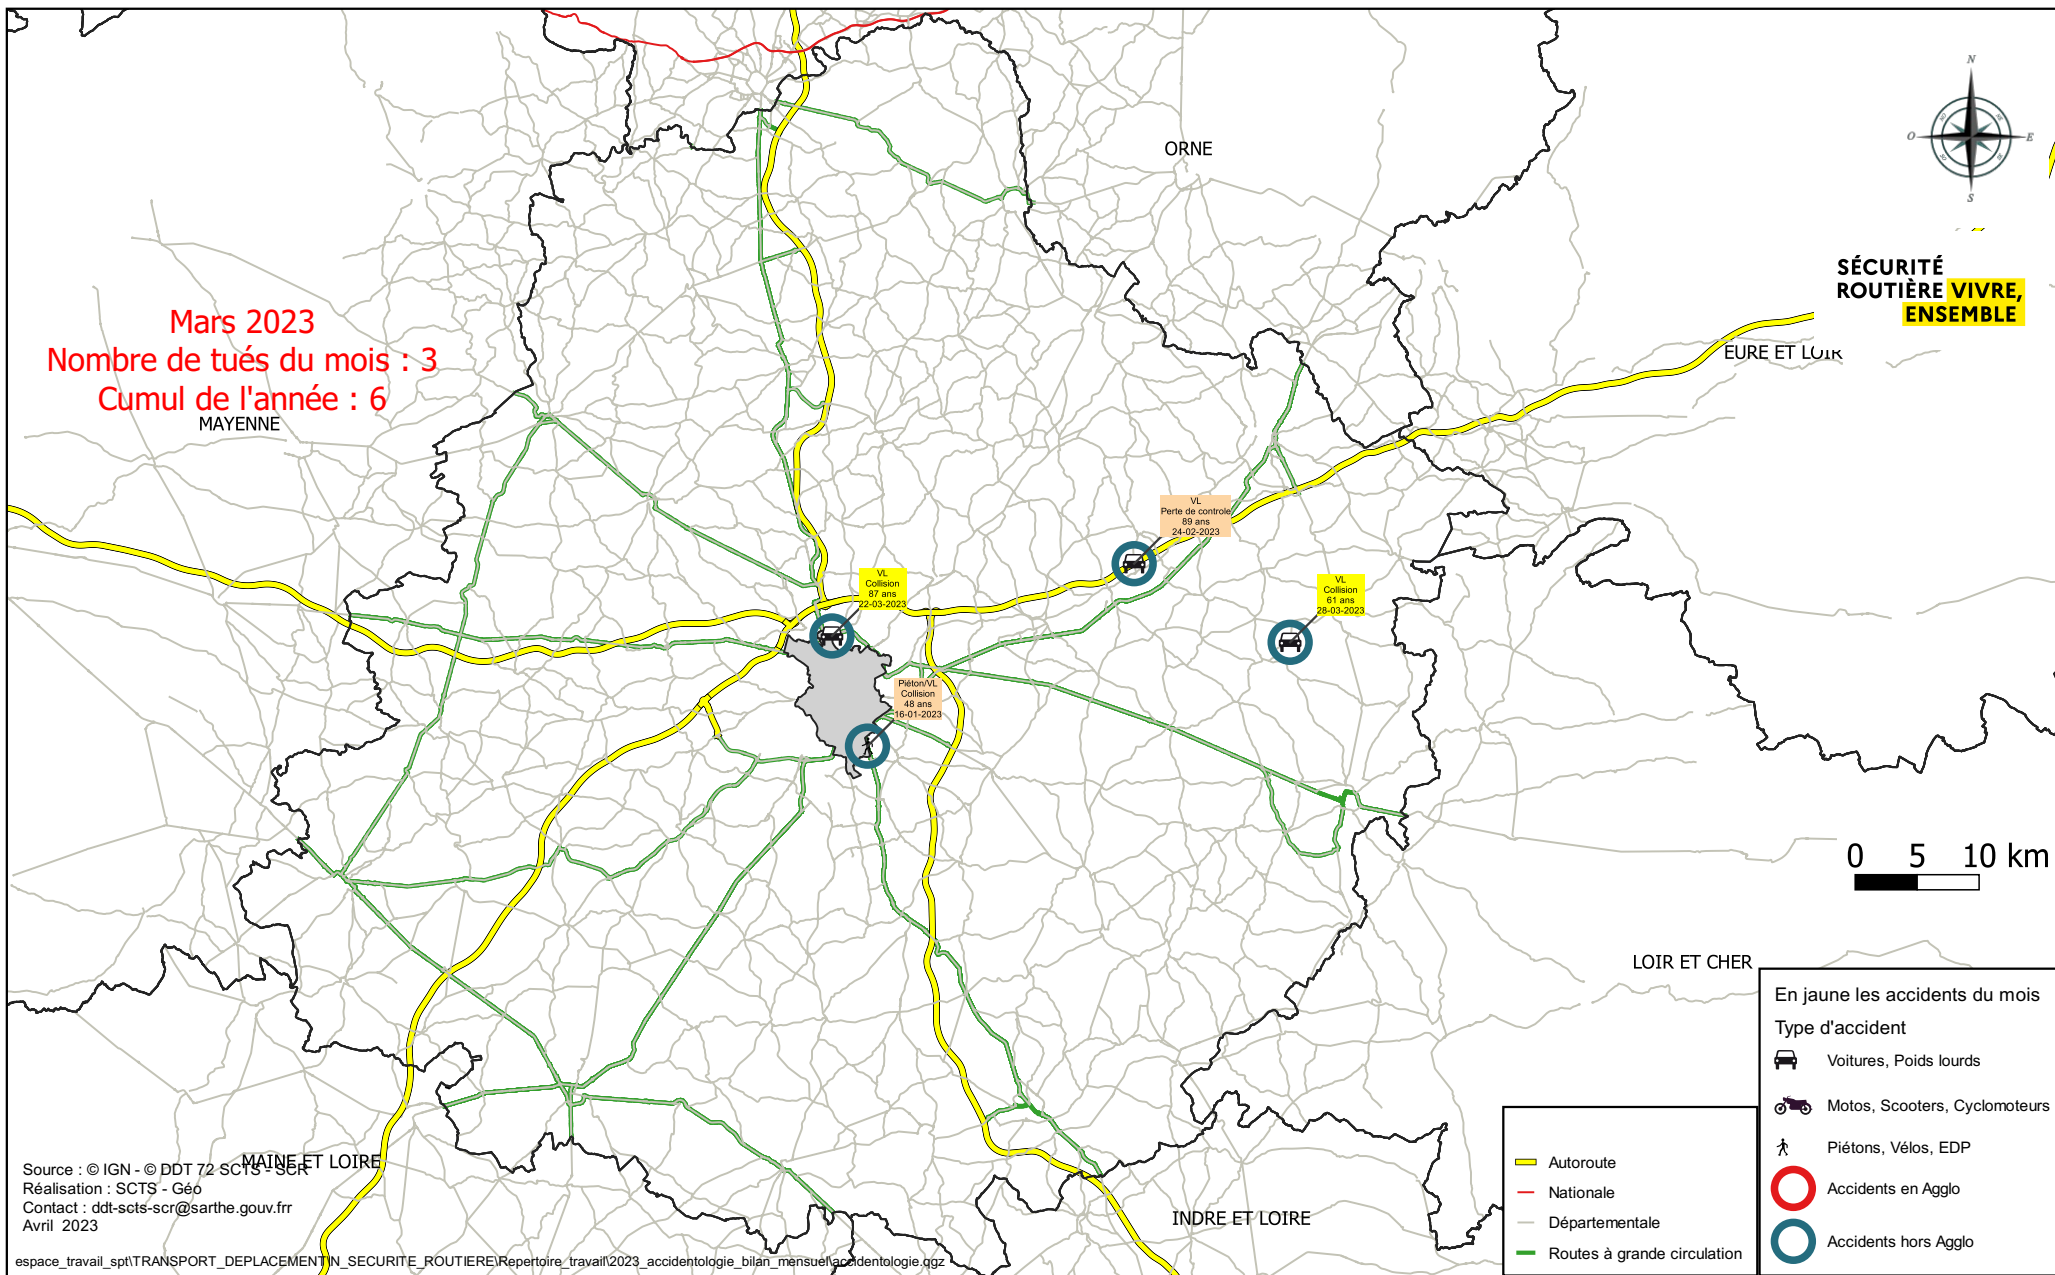 N
O
E
S
ORNE
SÉCURITÉ
ROUTIÈRE VIVRE,
ENSEMBLE
EURE ET LOIR
Mars 2023
Nombre de tués du mois : 3
Cumul de l'année : 6
MAYENNE
VL
Perte de controle
89 ans
24-02-2023
VL
Collision
87 ans
22-03-2023
VL
Collision
61 ans
28-03-2023
Piéton/VL
Collision
48 ans
16-01-2023
0 5 10 km
LOIR ET CHER
MAINE ET LOIRE
INDRE ET LOIRE
Source : © IGN - © DDT 72 SCTS - SCR
Réalisation : SCTS - Géo
Contact : ddt-scts-scr@sarthe.gouv.frr
Avril 2023
espace_travail_spt\TRANSPORT_DEPLACEMENT\N_SECURITE_ROUTIERE\Repertoire_travail\2023_accidentologie_bilan_mensuel\accidentologie.qgz
Autoroute
Nationale
Départementale
Routes à grande circulation
En jaune les accidents du mois
Type d'accident
Voitures, Poids lourds
Motos, Scooters, Cyclomoteurs
Piétons, Vélos, EDP
Accidents en Agglo
Accidents hors Agglo